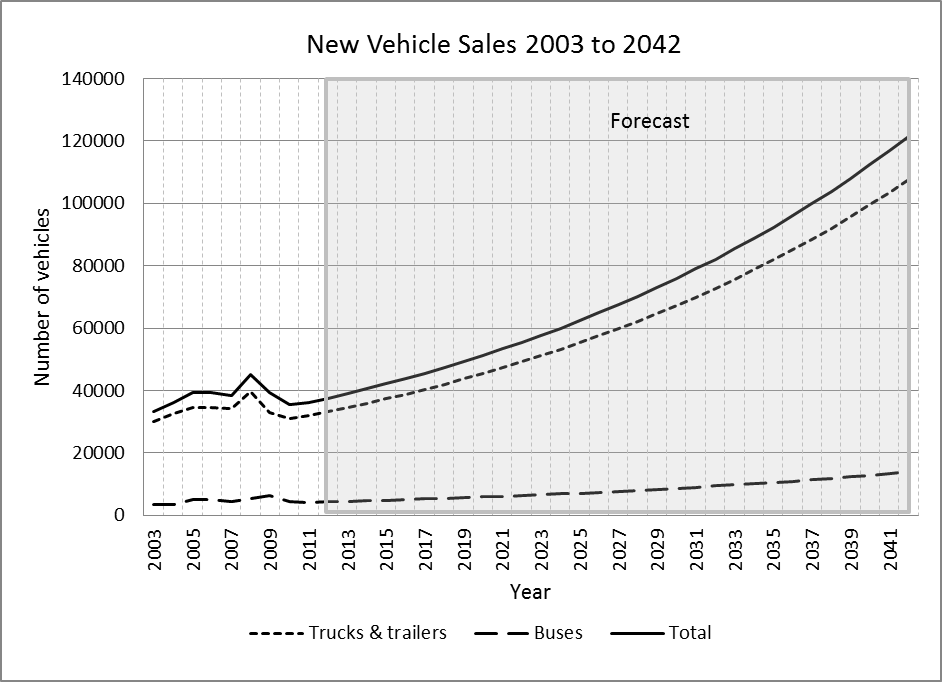 New Vehicle Sales 2003 to 2042
140000
120000
100000
80000
60000
40000
20000
0
Number of vehicles
Forecast
2003 2005 2007 2009 2011 2013 2015 2017 2019 2021 2023 2025 2027 2029 2031 2033 2035 2037 2039 2041
Year
Trucks & trailers Buses Total